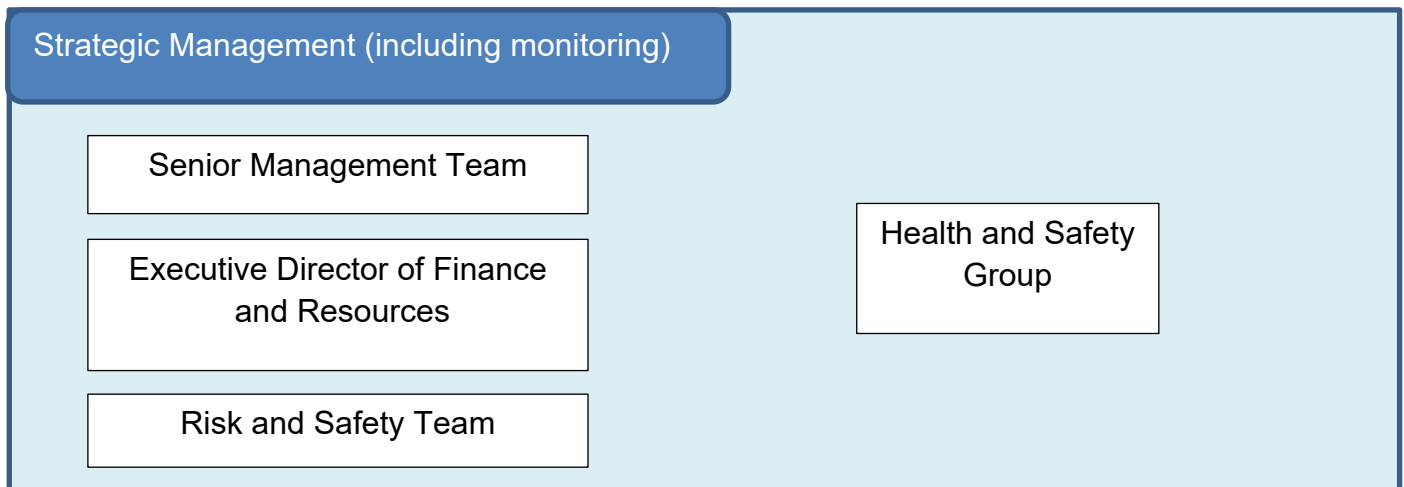 Strategic Management (including monitoring)
Senior Management Team
Executive Director of Finance
and Resources
Risk and Safety Team
Health and Safety
Group